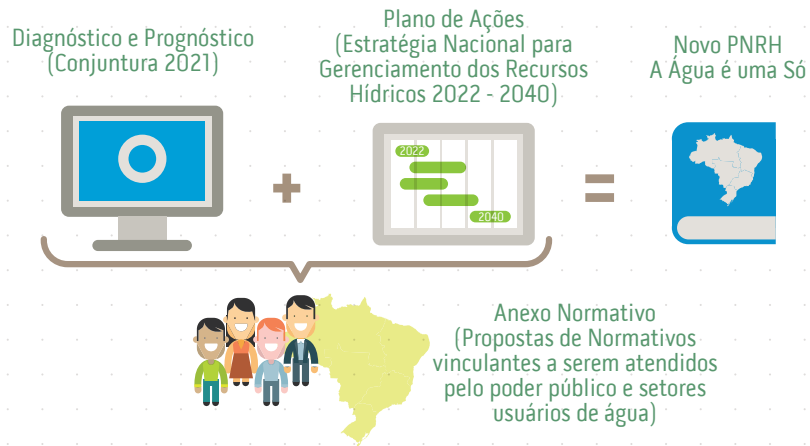 Diagnóstico e Prognóstico
(Conjuntura 2021)
Plano de Ações
(Estratégia Nacional para
Gerenciamento dos Recursos
Hídricos 2022 - 2040)
Novo PNRH
A Água é uma Só
2022
2040
Anexo Normativo
(Propostas de Normativos
vinculantes a serem atendidos
pelo poder público e setores
usuários de água)